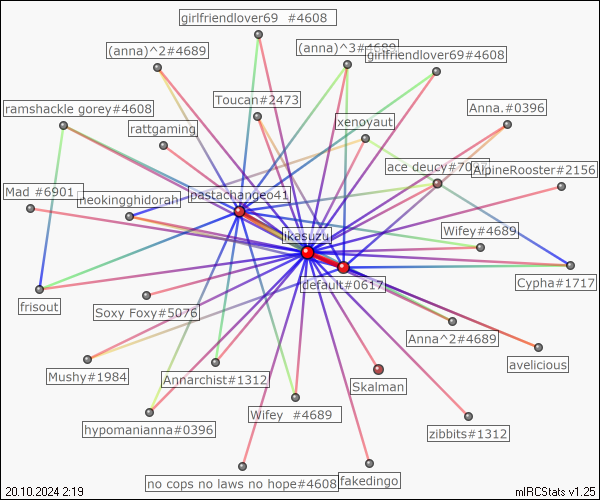 girlfriendlover69  #4608
(anna)^2#4689
(anna)^3#4689
girlfriendlover69#4608
ramshackle gorey#4608
Toucan#2473
Anna.#0396
rattgaming
xenoyaut
ace deucy#70
AlpineRooster#2156
Mad #6901
neokingghidorah
pastachange041
Wifey#4689
ikasuzu
default#0617
Cypha#1717
frisout
Soxy Foxy#5076
Anna^2#4689
avelicious
Mushy#1984
Annarchist#1312
Skalman
hypomanianna#0396
Wifey  #4689
zibbits#1312
no cops no laws no hope#4608
fakedingo
20.10.2024 2:19
mIRCStats v1.25